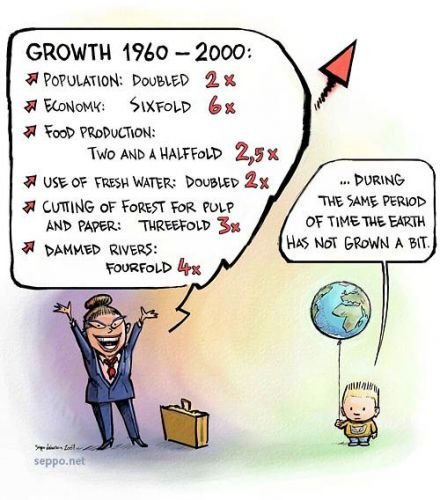 GROWTH 1960 – 2000:
POPULATION: DOUBLED 2x
ECONOMY: SIXFOLD 6x
FOOD PRODUCTION:
TWO AND A HALFFOLD 2,5x
USE OF FRESH WATER: DOUBLED 2x
CUTTING OF FOREST FOR PULP
AND PAPER: THREEFOLD 3x
DAMMED RIVERS:
FOURFOLD 4x
... DURING
THE SAME PERIOD
OF TIME THE EARTH
HAS NOT GROWN A BIT.
seppo.net